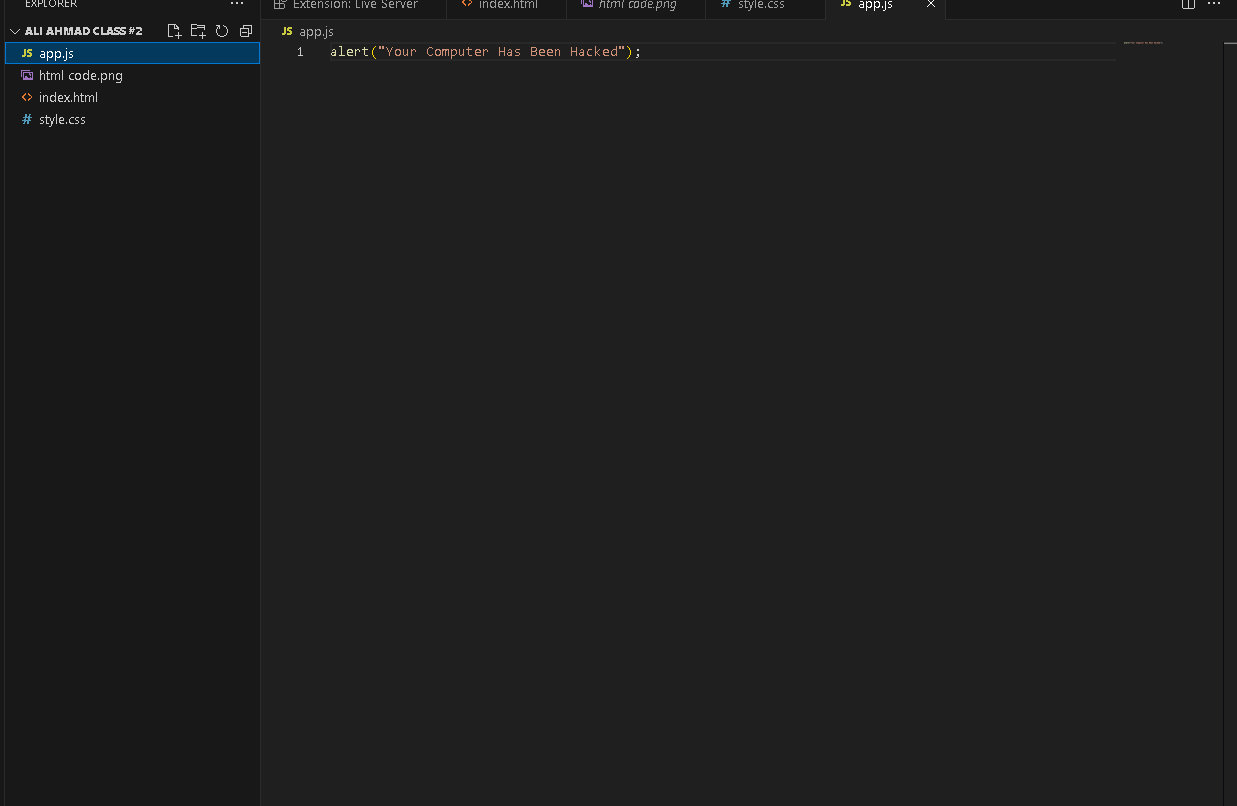 EXPLORER
Extension: Live Server
index.html
html code.png
# style.css
JS app.js
ALI AHMAD CLASS #2
JS app.js
html code.png
<> index.html
# style.css
JS app.js
1 alert("Your Computer Has Been Hacked");